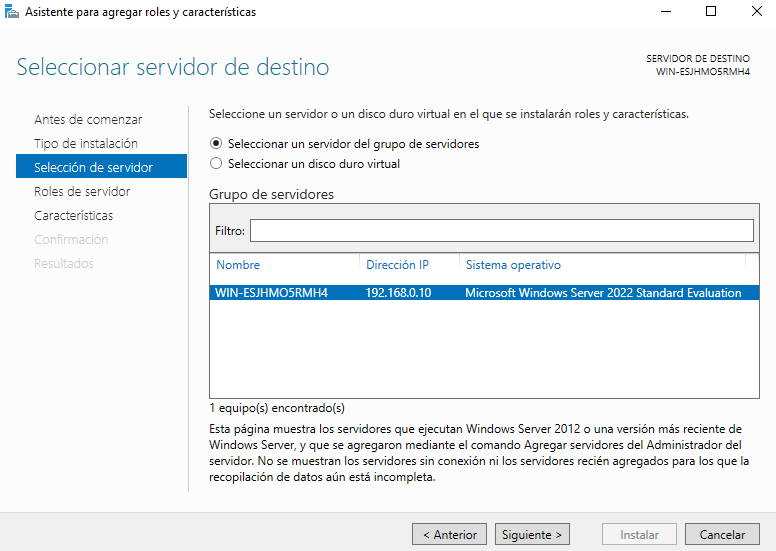 Asistente para agregar roles y características
Seleccionar servidor de destino
SERVIDOR DE DESTINO
WIN-ESJHMO5RMH4
Antes de comenzar
Tipo de instalación
Selección de servidor
Roles de servidor
Características
Confirmación
Resultados
Seleccione un servidor o un disco duro virtual en el que se instalarán roles y características.
Seleccionar un servidor del grupo de servidores
Seleccionar un disco duro virtual
Grupo de servidores
Filtro:
Nombre Dirección IP Sistema operativo
WIN-ESJHMO5RMH4 192.168.0.10 Microsoft Windows Server 2022 Standard Evaluation
1 equipo(s) encontrado(s)
Esta página muestra los servidores que ejecutan Windows Server 2012 o una versión más reciente de
Windows Server, y que se agregaron mediante el comando Agregar servidores del Administrador del
servidor. No se muestran los servidores sin conexión ni los servidores recién agregados para los que la
recopilación de datos aún está incompleta.
< Anterior Siguiente > Instalar Cancelar